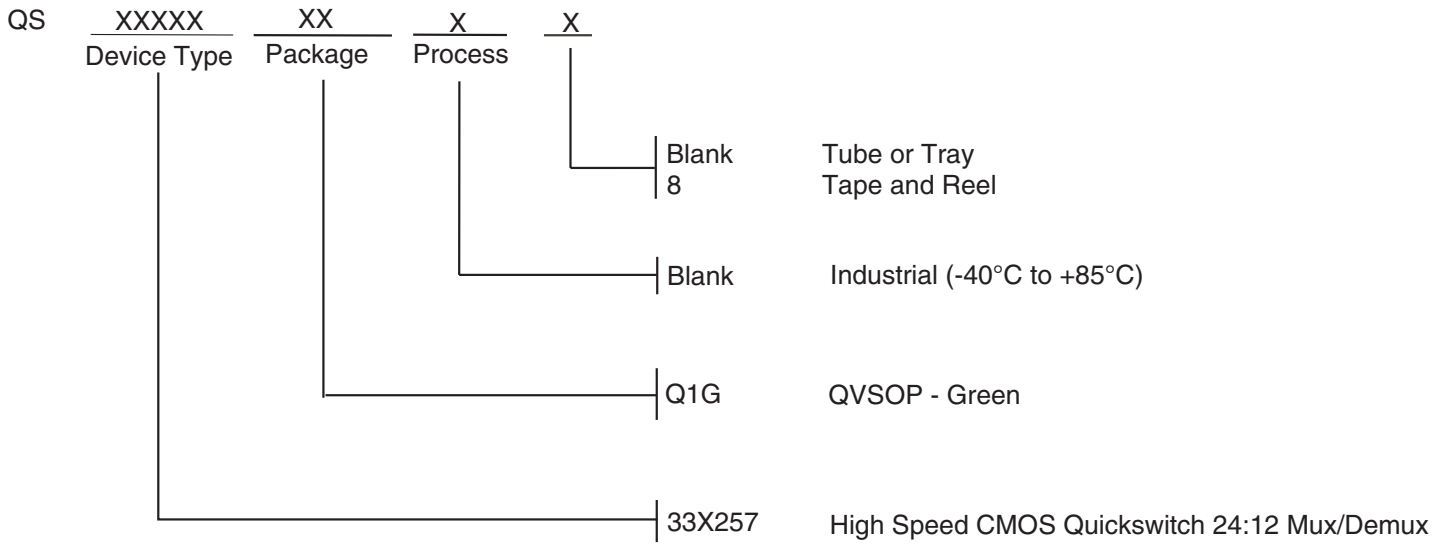 QS XXXXX XX X X
Device Type Package Process
Blank Tube or Tray
8 Tape and Reel
Blank Industrial (-40°C to +85°C)
Q1G QVSOP - Green
33X257 High Speed CMOS Quickswitch 24:12 Mux/Demux